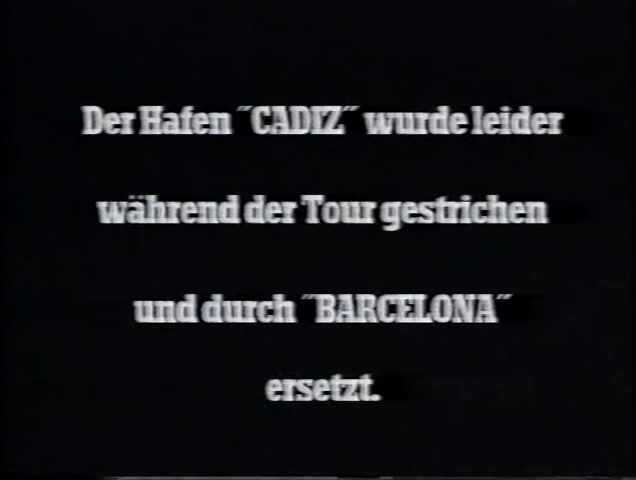 Der Hafen "CADIZ" wurde leider
während der Tour gestrichen
und durch "BARCELONA"
ersetzt.